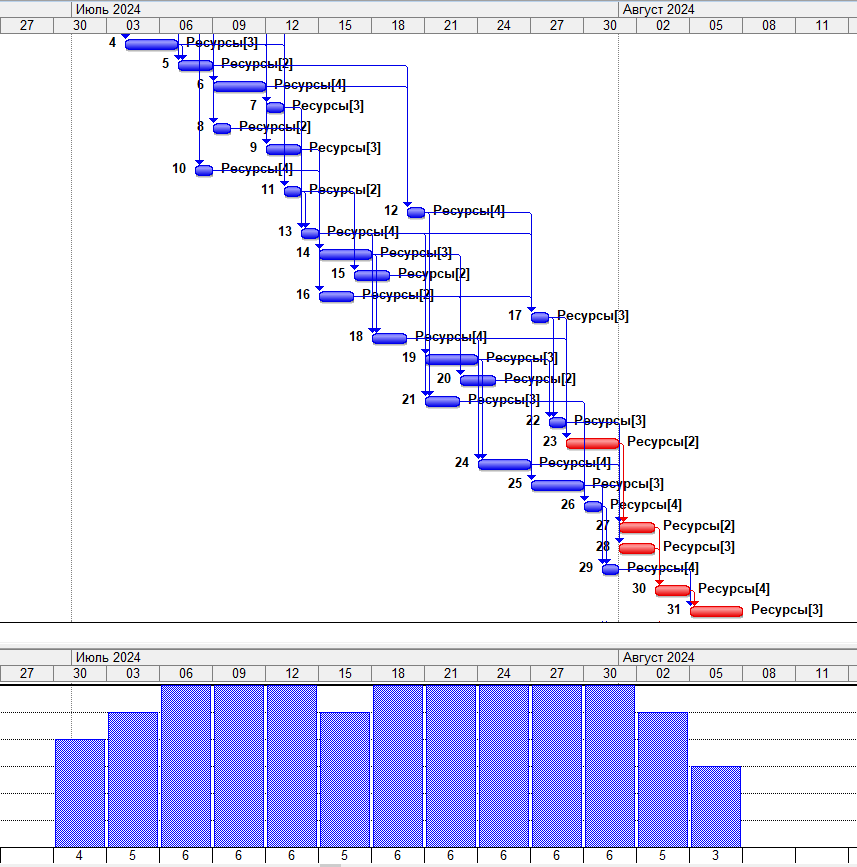 Июль 2024 Август 2024
27 30 03 06 09 12 15 18 21 24 27 30 02 05 08 11
4 Ресурсы[3]
5 Ресурсы[2]
6 Ресурсы[4]
7 Ресурсы[3]
8 Ресурсы[2]
9 Ресурсы[3]
10 Ресурсы[4]
11 Ресурсы[2]
12 Ресурсы[4]
13 Ресурсы[4]
14 Ресурсы[3]
15 Ресурсы[2]
16 Ресурсы[2]
17 Ресурсы[3]
18 Ресурсы[4]
19 Ресурсы[3]
20 Ресурсы[2]
21 Ресурсы[3]
22 Ресурсы[3]
23 Ресурсы[2]
24 Ресурсы[4]
25 Ресурсы[3]
26 Ресурсы[4]
27 Ресурсы[2]
28 Ресурсы[3]
29 Ресурсы[4]
30 Ресурсы[4]
31 Ресурсы[3]
Июль 2024 Август 2024
27 30 03 06 09 12 15 18 21 24 27 30 02 05 08 11
4 5 6 6 6 5 6 6 6 6 6 5 3